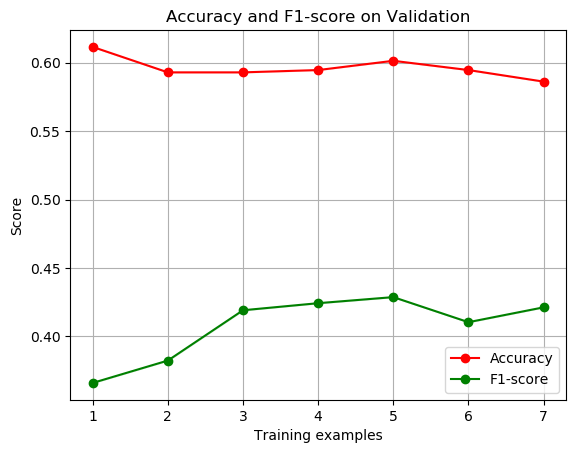 Accuracy and F1-score on Validation
0.60
0.55
0.50
0.45
0.40
Score
1 2 3 4 5 6 7
Training examples
Accuracy
F1-score